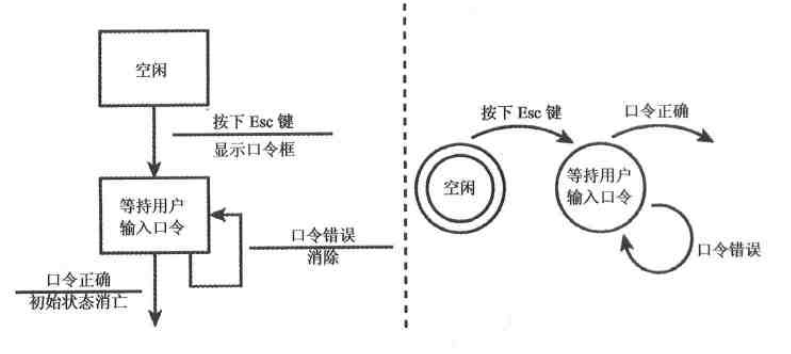 空闲
按下 Esc 键
显示口令框
等持用户
输入口令
口令错误
消除
口令正确
初始状态消亡
按下 Esc 键
口令正确
空闲
等持用户
输入口令
口令错误